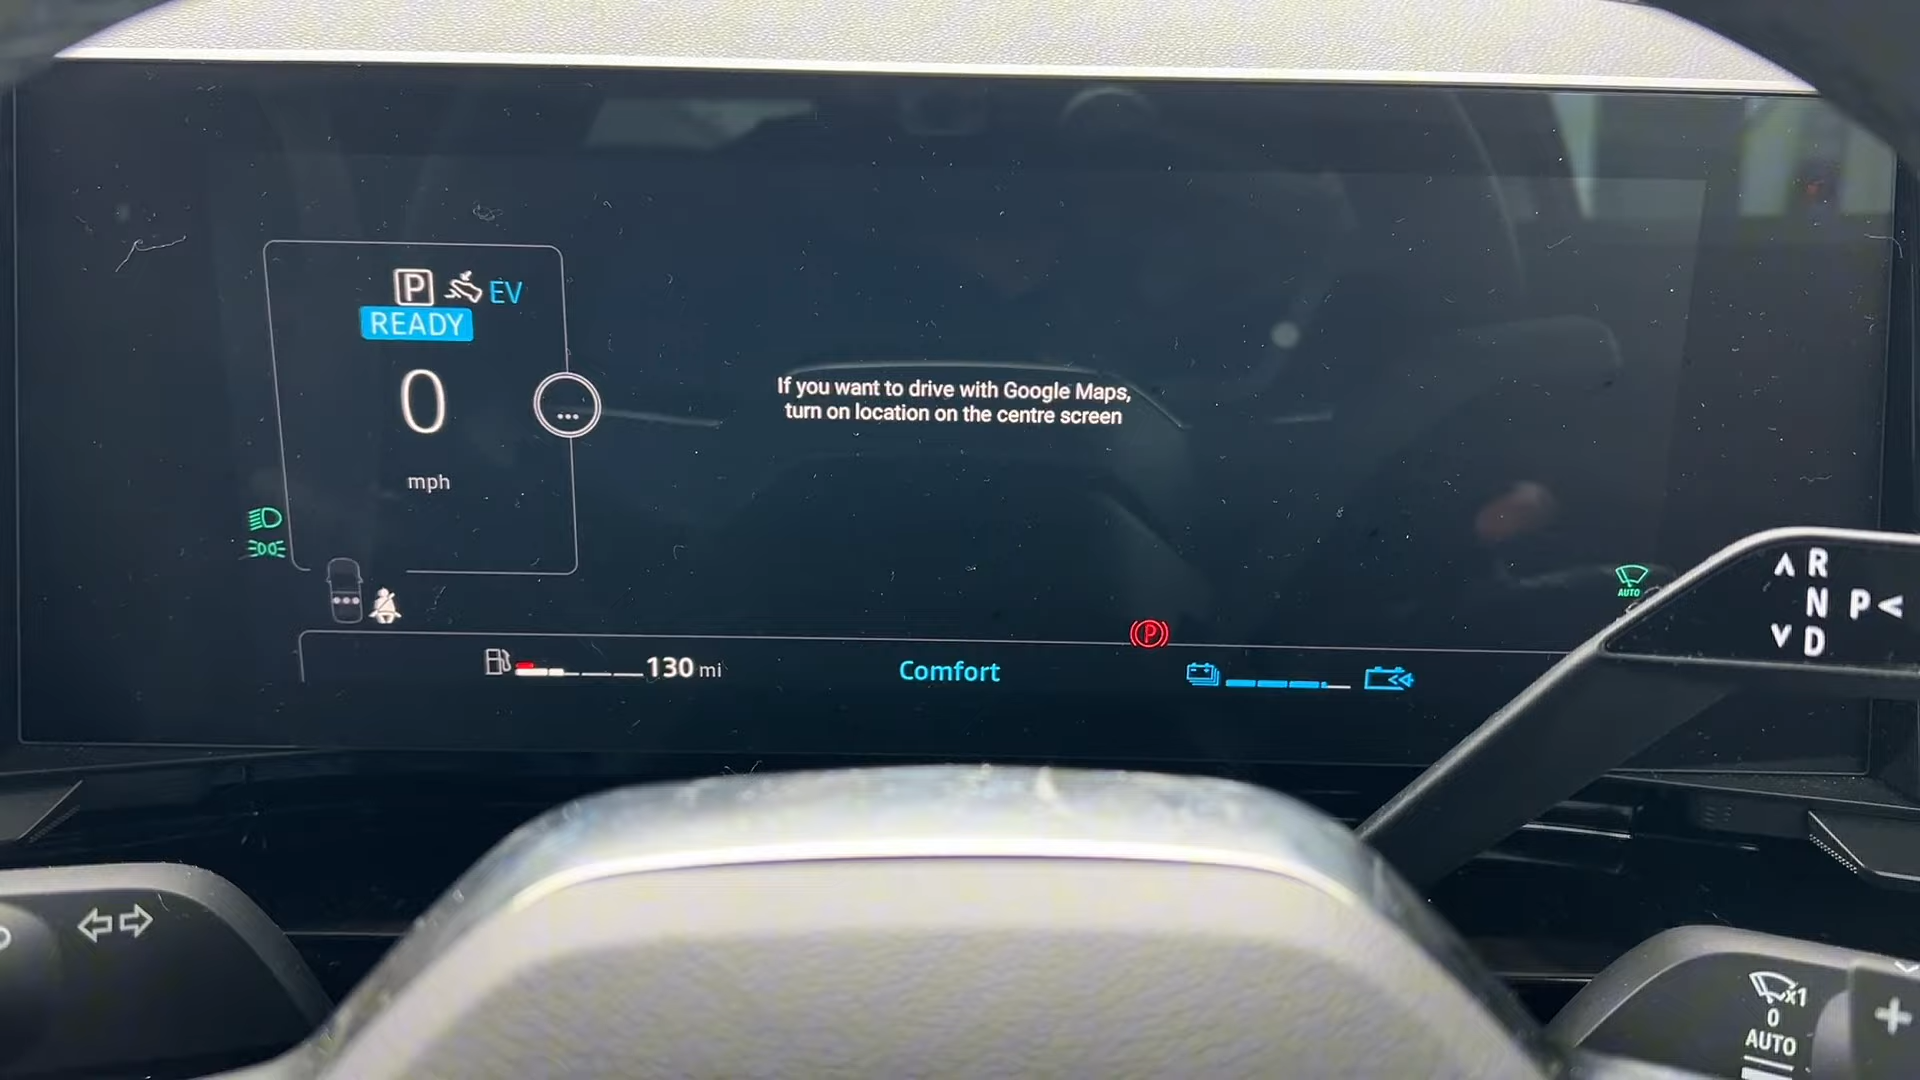 P EV
READY
0
mph
...
If you want to drive with Google Maps,
turn on location on the centre screen
AUTO
P
130 mi
Comfort
R
N P
D
x1
0
AUTO